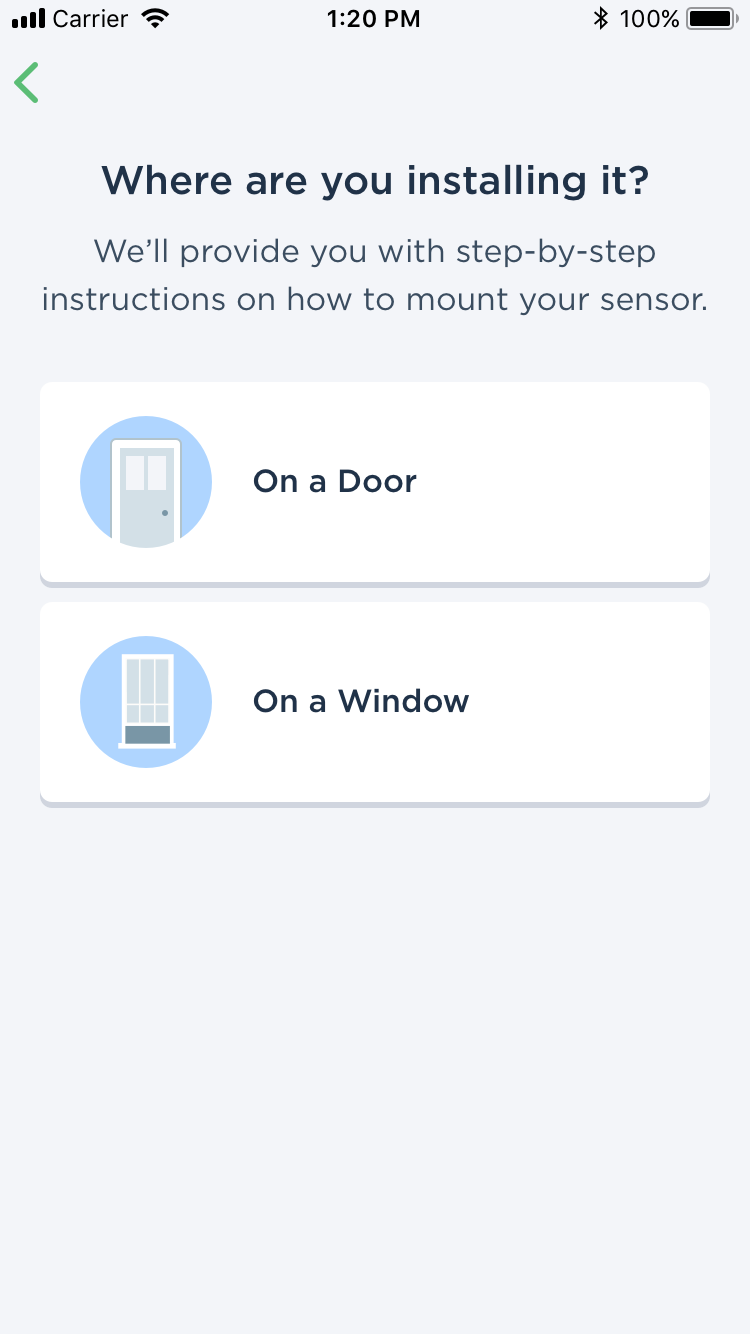 Carrier 1:20 PM 100%
Where are you installing it?
We’ll provide you with step-by-step
instructions on how to mount your sensor.
On a Door
On a Window